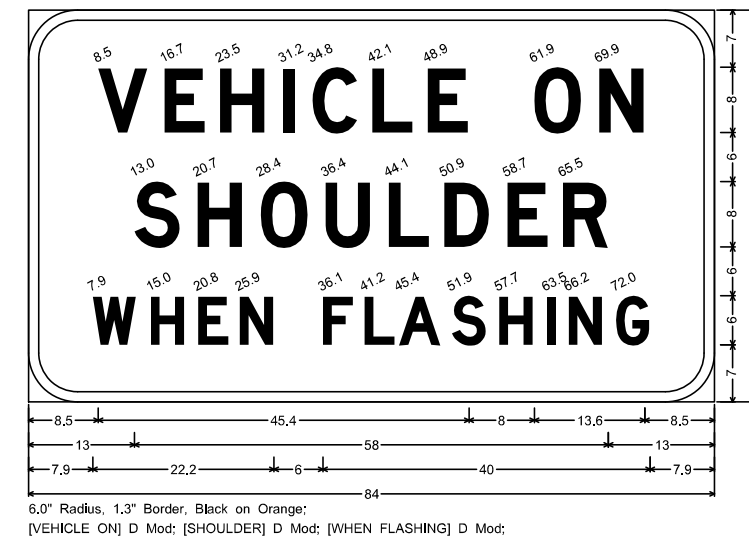 8.5 16.7 23.5 31.2 34.8 42.1 48.9 61.9 69.9
VEHICLE ON
13.0 20.7 28.4 36.4 44.1 50.9 58.7 65.5
SHOULDER
7.9 15.0 20.8 25.9 36.1 41.2 45.4 51.9 57.7 63.5 66.2 72.0
WHEN FLASHING
7
8
6
8
6
6
7
8.5 45.4 8 13.6 8.5
13 58 13
7.9 22.2 6 40 7.9
84
6.0" Radius, 1.3" Border, Black on Orange;
[VEHICLE ON] D Mod; [SHOULDER] D Mod; [WHEN FLASHING] D Mod;